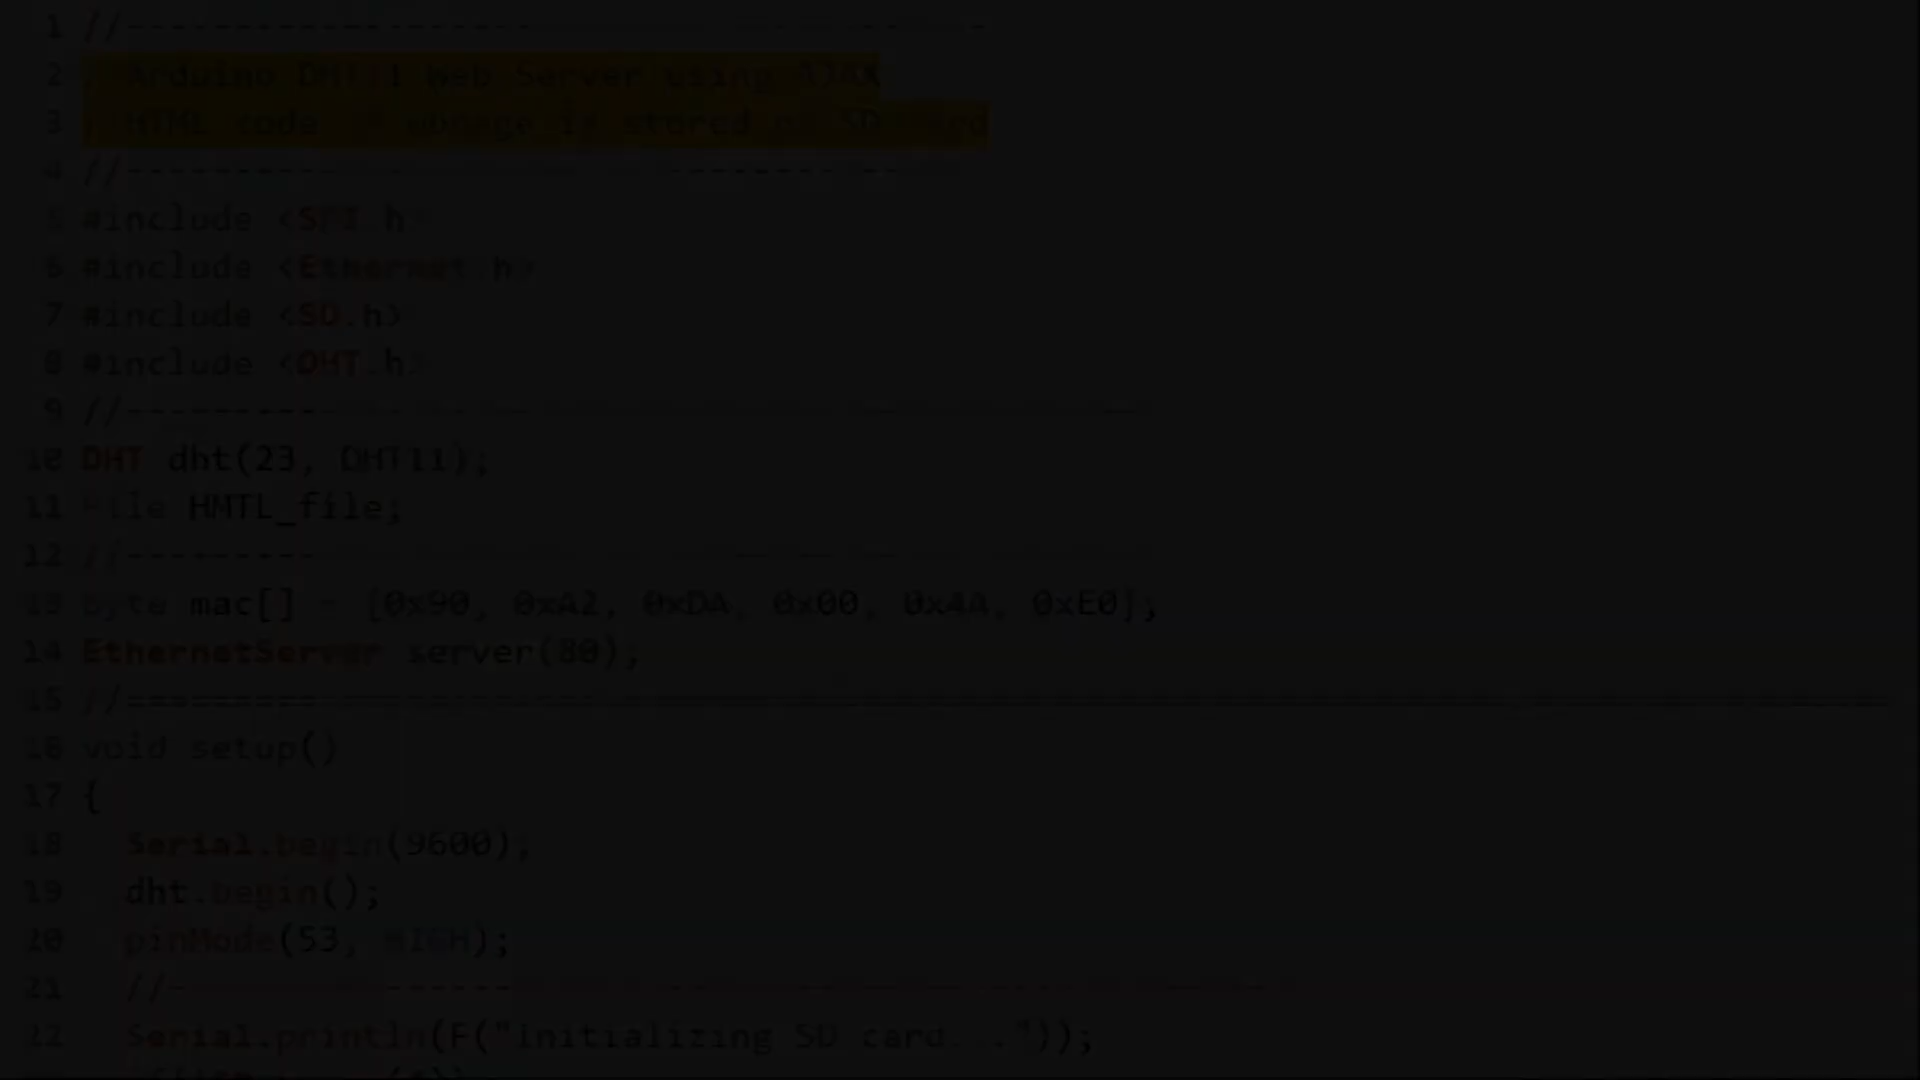 1 //----------------------------------------
2 // Arduino DHT11 Web Server using AJAX
3 // HTML code of webpage is stored on SD card
4 //----------------------------------------
5 #include <SPI.h>
6 #include <Ethernet.h>
7 #include <SD.h>
8 #include <DHT.h>
9 //------------------------------------------------
10 DHT dht(23, DHT11);
11 File HMTL_file;
12 //------------------------------------------------
13 byte mac[] = {0x90, 0xA2, 0xDA, 0x00, 0x4A, 0xE0};
14 EthernetServer server(80);
15 //==================================================================================
16 void setup()
17 {
18 Serial.begin(9600);
19 dht.begin();
20 pinMode(53, HIGH);
21 //------------------------------------------------------
22 Serial.println(F("Initializing SD card..."));